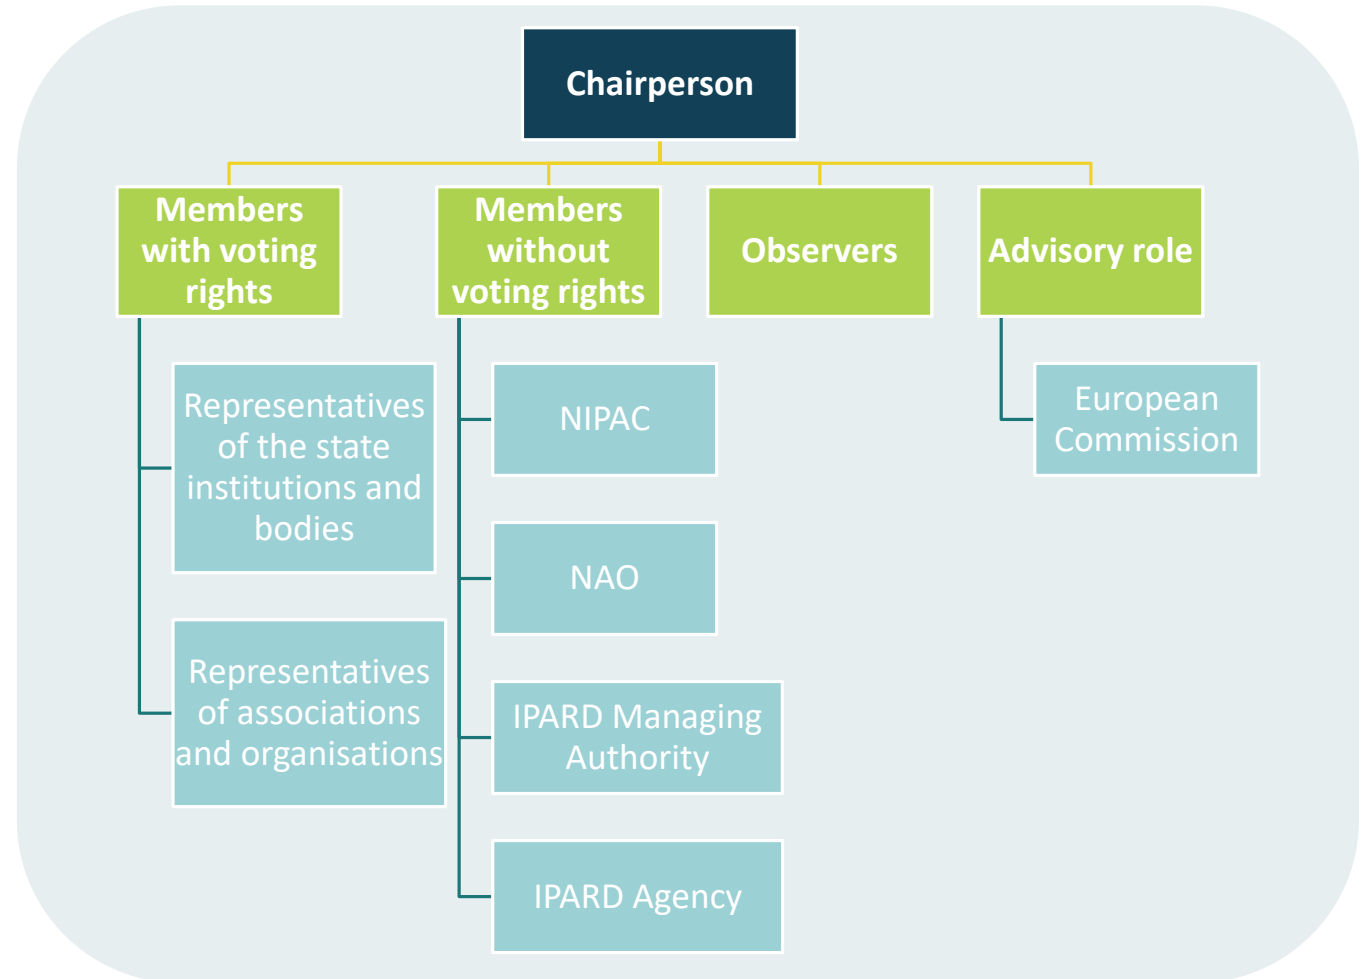 Chairperson
Members
with voting
rights
Members
without
voting rights
Observers
Advisory role
Representatives
of the state
institutions and
bodies
Representatives
of associations
and organisations
NIPAC
NAO
IPARD Managing
Authority
IPARD Agency
European
Commission